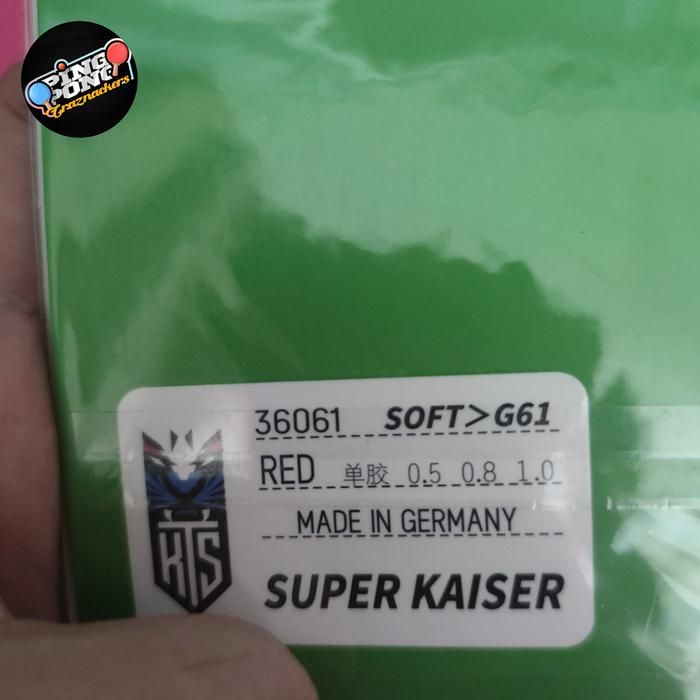 PING
PONG
Graznackers
36061 SOFT>G61
RED 单胶 0.5 0.8 1.0
MADE IN GERMANY
KTS
SUPER KAISER